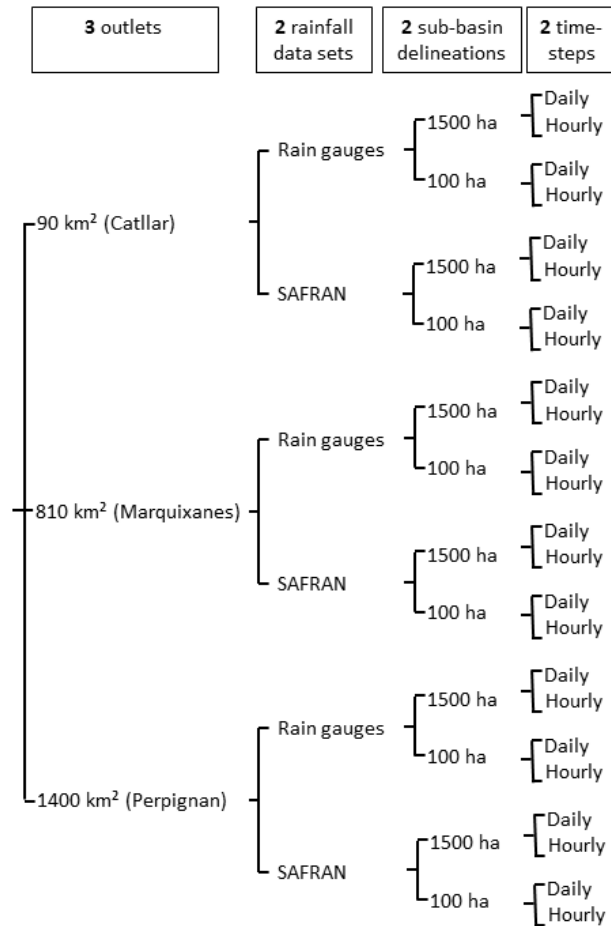 3 outlets
2 rainfall
data sets
2 sub-basin
delineations
2 time-
steps
90 km² (Catllar)
Rain gauges
1500 ha
Daily
Hourly
100 ha
Daily
Hourly
SAFRAN
1500 ha
Daily
Hourly
100 ha
Daily
Hourly
810 km² (Marquixanes)
Rain gauges
1500 ha
Daily
Hourly
100 ha
Daily
Hourly
SAFRAN
1500 ha
Daily
Hourly
100 ha
Daily
Hourly
1400 km² (Perpignan)
Rain gauges
1500 ha
Daily
Hourly
100 ha
Daily
Hourly
SAFRAN
1500 ha
Daily
Hourly
100 ha
Daily
Hourly